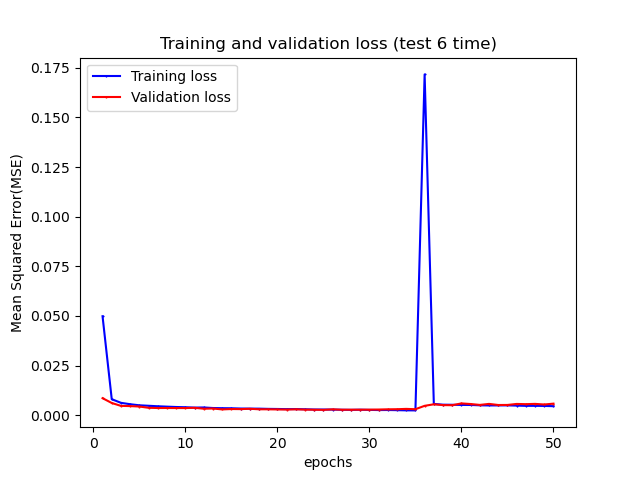 Training and validation loss (test 6 time)
Training loss
Validation loss
Mean Squared Error(MSE)
0.175
0.150
0.125
0.100
0.075
0.050
0.025
0.000
0 10 20 30 40 50
epochs